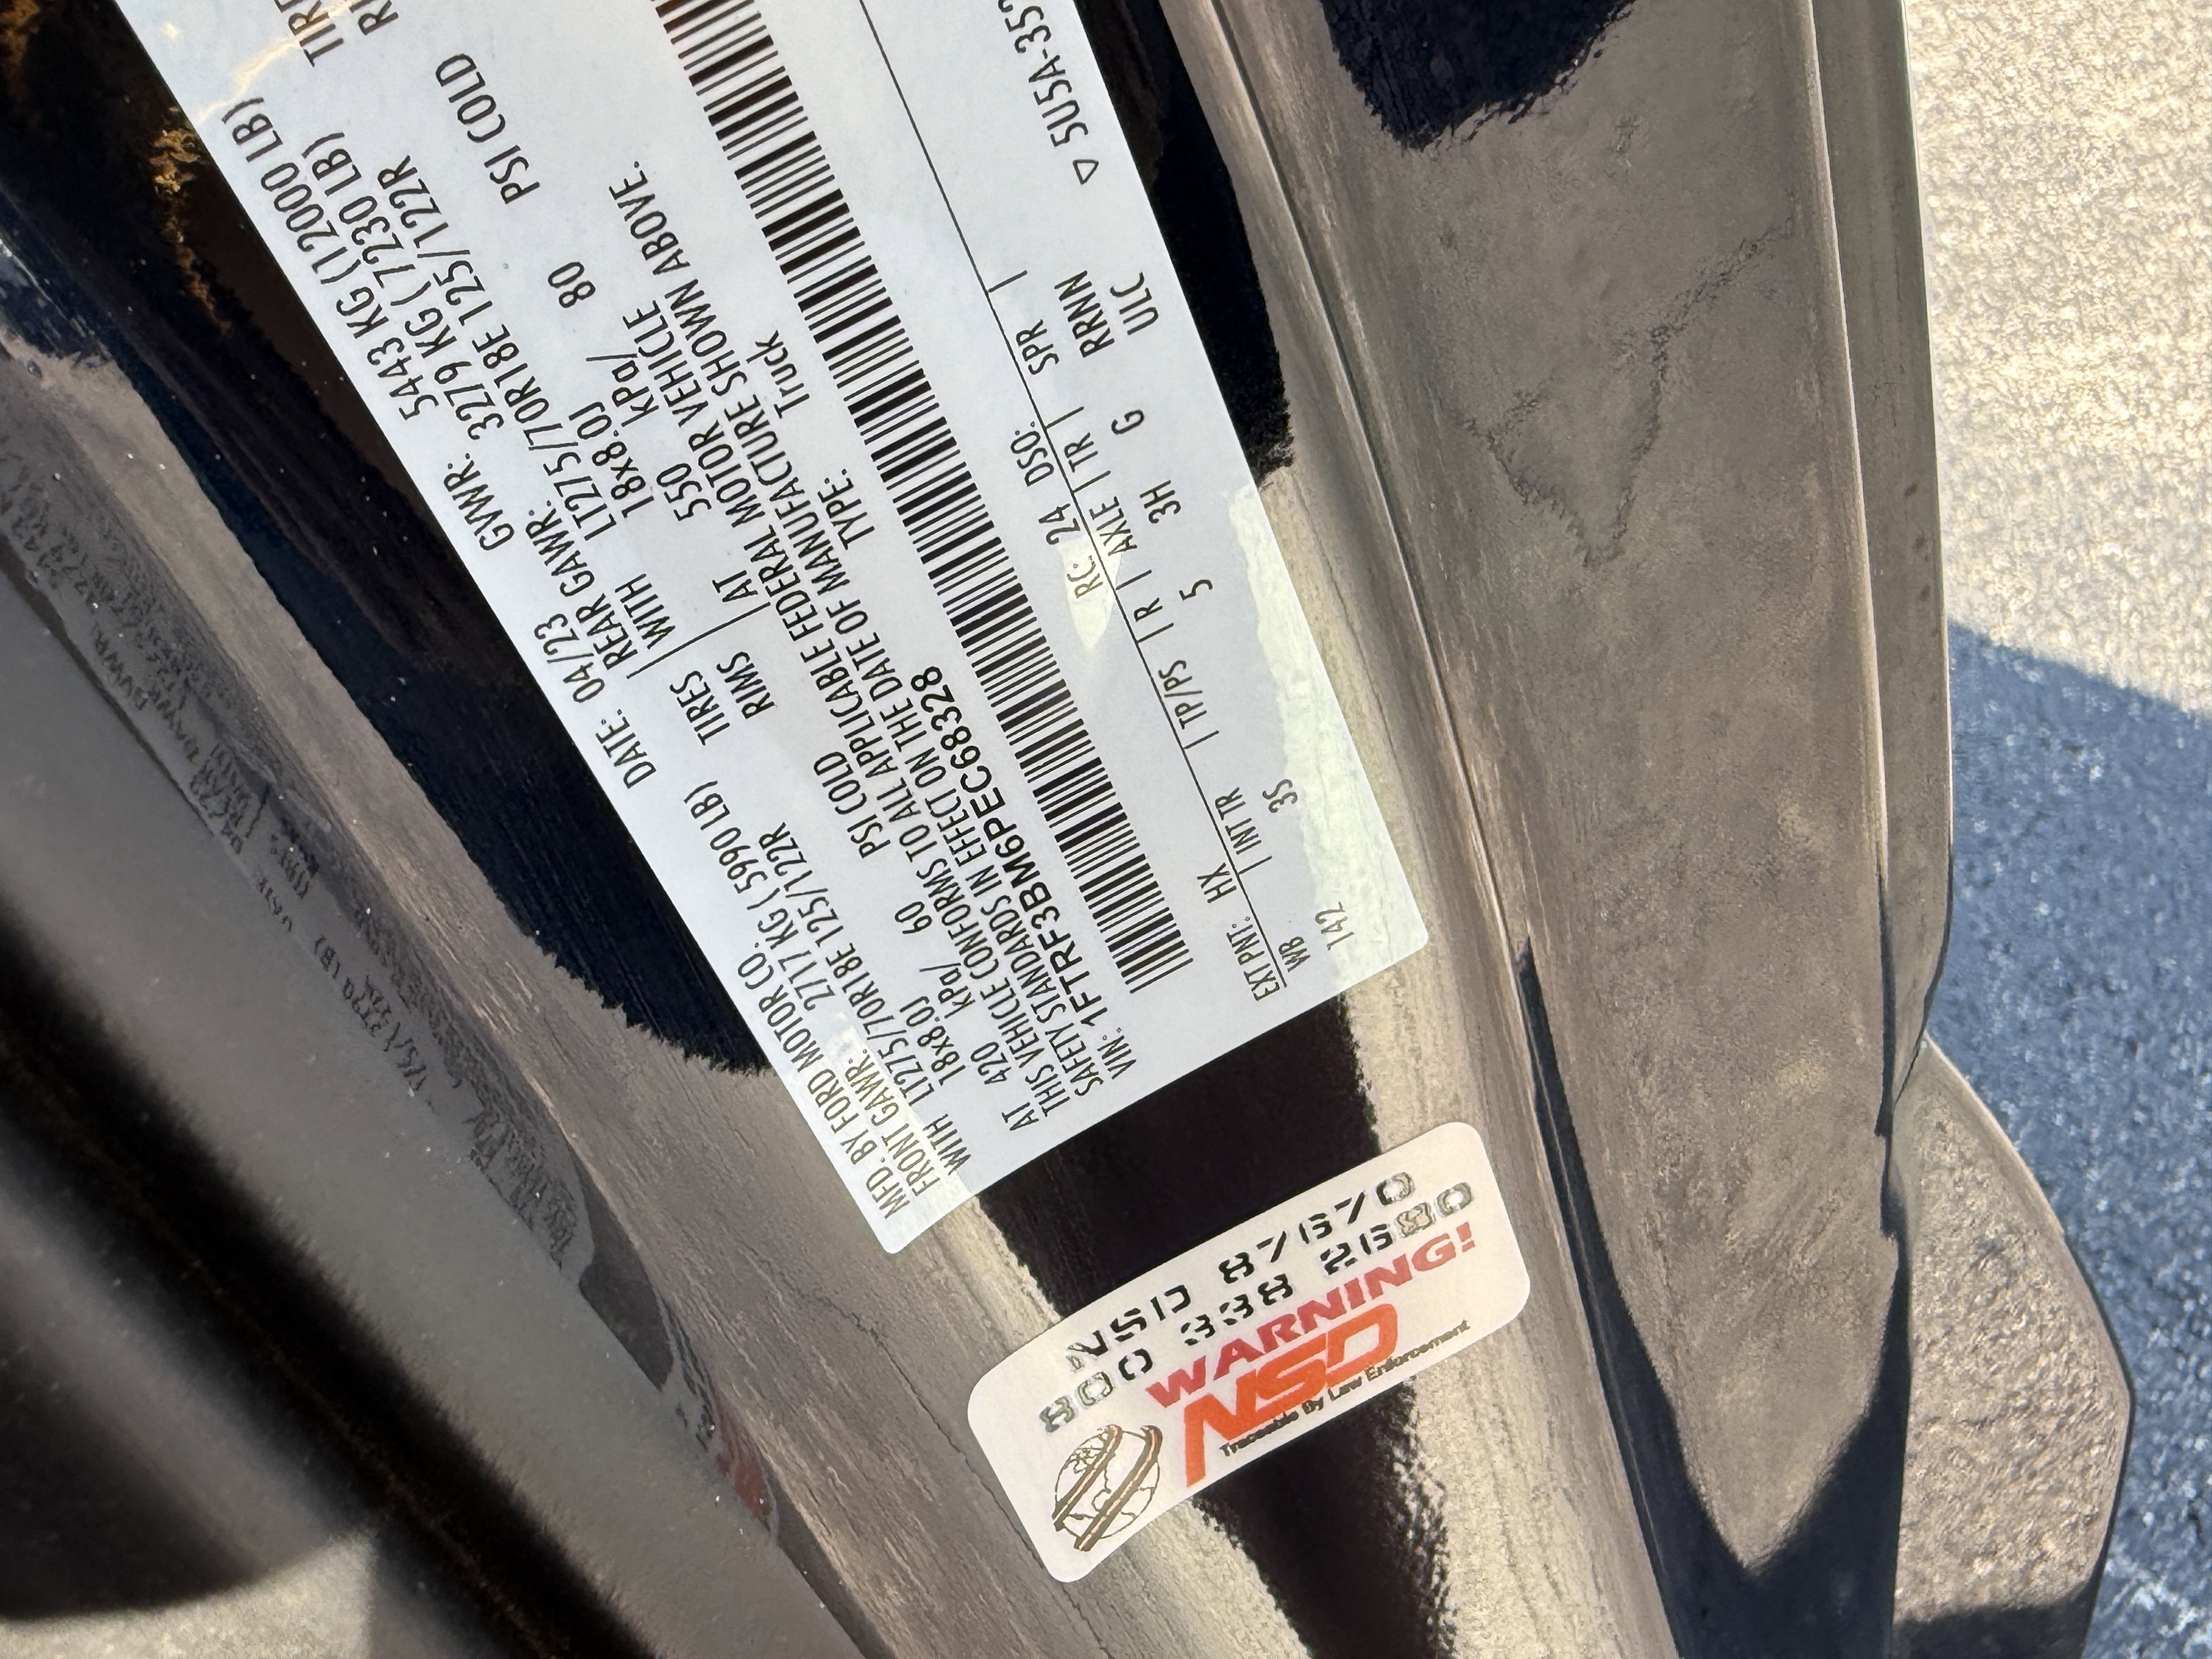 MFD. BY FORD MOTOR CO. DATE: 04/23 GVWR: 5443 KG (12000 LB)
FRONT GAWR: 2717 KG ( 5990 LB) REAR GAWR: 3279 KG ( 7230 LB)
WITH LT275/70R18E 125/122R TIRES WITH LT275/70R18E 125/122R
18x8.0J RIMS 18x8.0J
AT 420 kPa/ 60 PSI COLD AT 550 kPa/ 80 PSI COLD
THIS VEHICLE CONFORMS TO ALL APPLICABLE FEDERAL MOTOR VEHICLE
SAFETY STANDARDS IN EFFECT ON THE DATE OF MANUFACTURE SHOWN ABOVE.
VIN: 1FTRF3BM6PEC68328 TYPE: Truck
EXT PNT: HX RC: 24 DSO:
WB INT TR TP/PS R AXLE TR SPR
142 3S 5 3H G RRNN
ULC
5U5A-35
NSD 87670
800 338 2680
WARNING!
NSD
Traceable By Law Enforcement